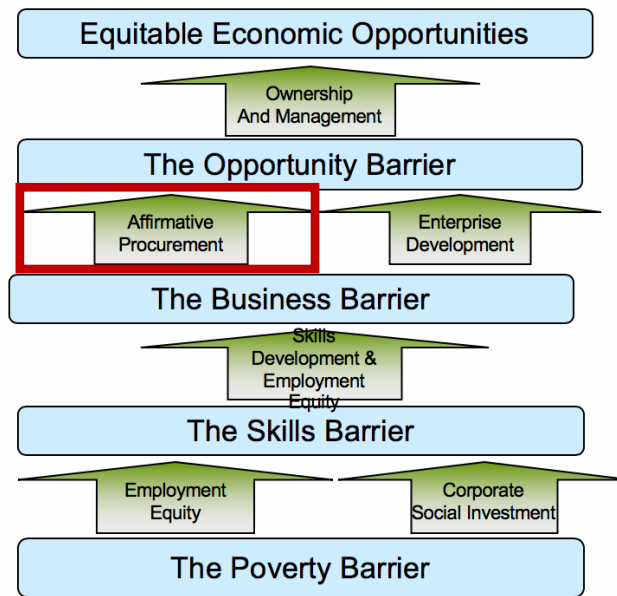 Equitable Economic Opportunities
Ownership
And Management
The Opportunity Barrier
Affirmative
Procurement
Enterprise
Development
The Business Barrier
Skills
Development &
Employment
Equity
The Skills Barrier
Employment
Equity
Corporate
Social Investment
The Poverty Barrier